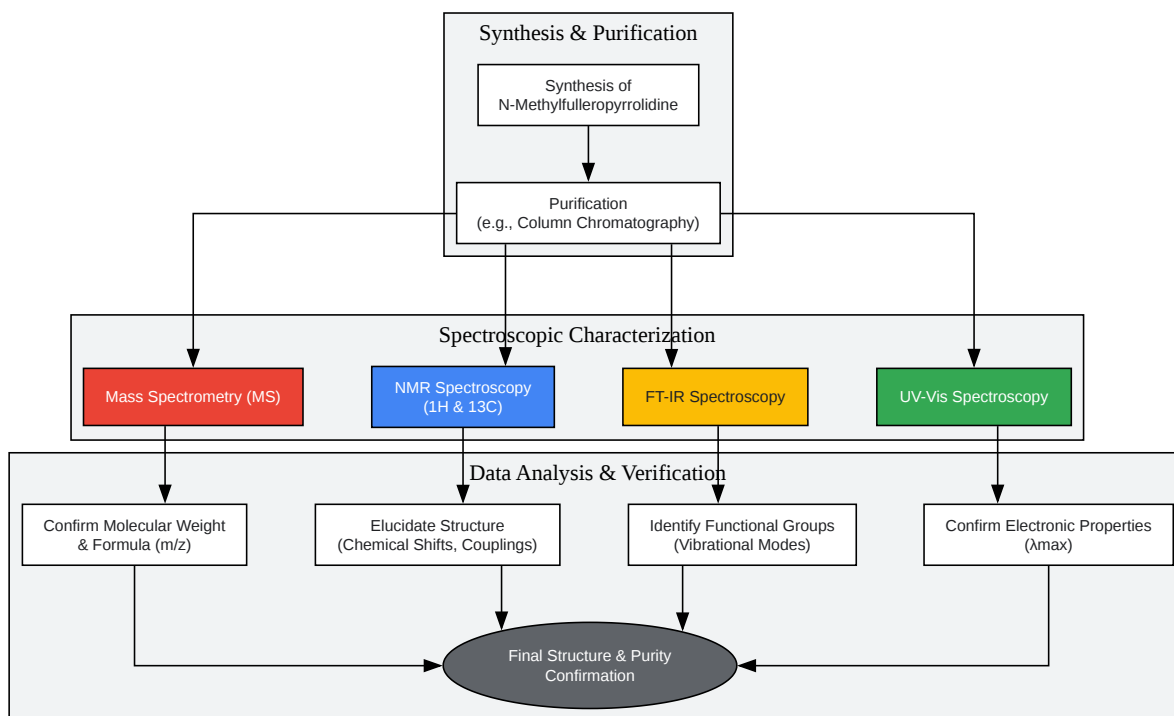 Synthesis & Purification
Synthesis of
N-Methylfulleropyrrolidine
Purification
(e.g., Column Chromatography)
Spectroscopic Characterization
Mass Spectrometry (MS)
NMR Spectroscopy
(1H & 13C)
FT-IR Spectroscopy
UV-Vis Spectroscopy
Data Analysis & Verification
Confirm Molecular Weight
& Formula (m/z)
Elucidate Structure
(Chemical Shifts, Couplings)
Identify Functional Groups
(Vibrational Modes)
Confirm Electronic Properties
(λmax)
Final Structure & Purity
Confirmation